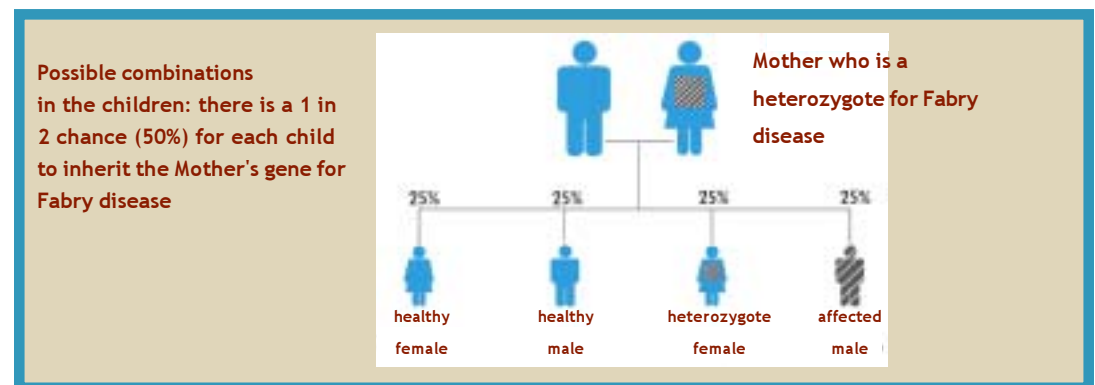 Possible combinations
in the children: there is a 1 in
2 chance (50%) for each child
to inherit the Mother's gene for
Fabry disease
Mother who is a
heterozygote for Fabry
disease
25% 25% 25% 25%
healthy healthy heterozygote affected
female male female male